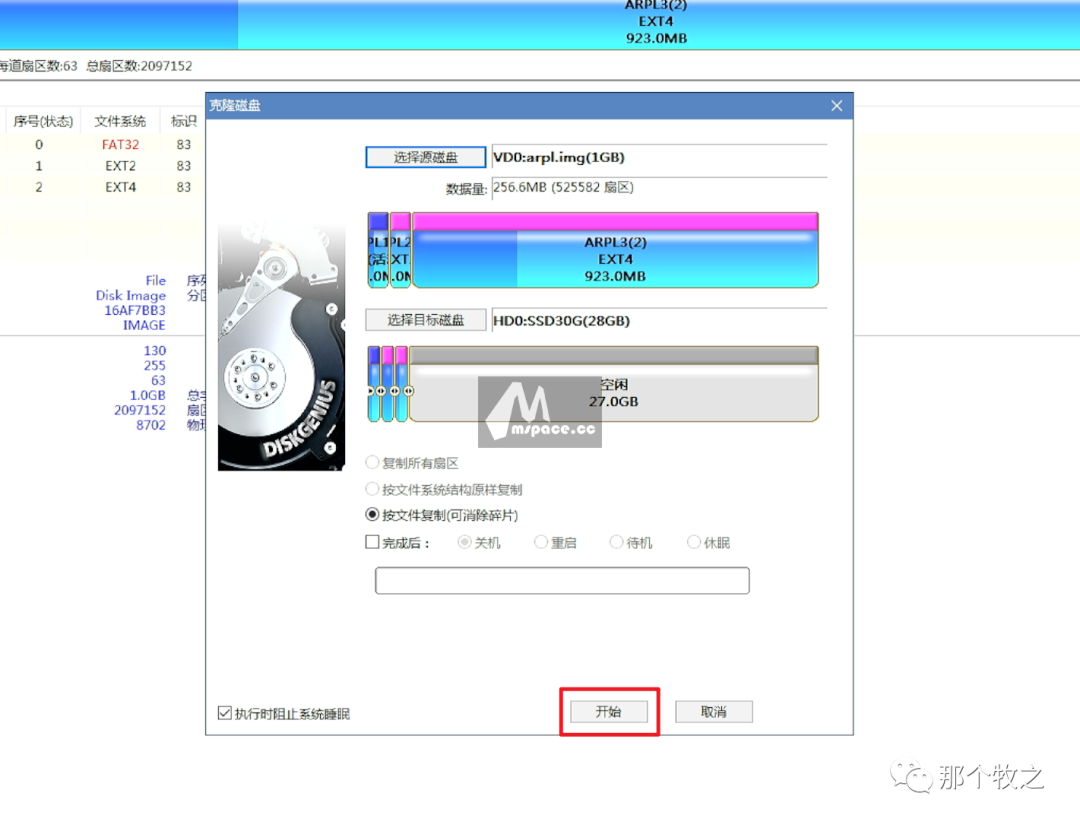 ARPL3(2)
EXT4
923.0MB
每道扇区数:63 总扇区数:2097152
序号(状态) 文件系统 标识
0 FAT32 83
1 EXT2 83
2 EXT4 83
File 序列
Disk Image 分区
16AF7BB3
IMAGE
130
255
63
1.0GB 总字
2097152 扇区
8702 物理
克隆磁盘
选择源磁盘 VD0:arpl.img(1GB)
数据量: 256.6MB (525582 扇区)
PL1 PL2 ARPL3(2)
(活 XT EXT4
.0M .0M 923.0MB
选择目标磁盘 HD0:SSD30G(28GB)
空闲
27.0GB
mspace.cc
DISKGENIUS
复制所有扇区
按文件系统结构原样复制
按文件复制(可消除碎片)
完成后: 关机 重启 待机 休眠
执行时阻止系统睡眠 开始 取消
那个牧之